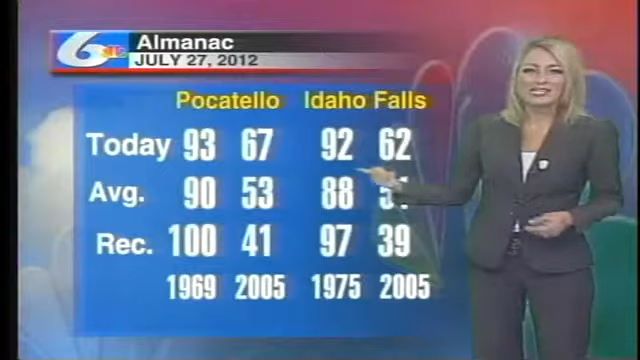 6 Almanac
JULY 27, 2012
Pocatello Idaho Falls
Today 93 67 92 62
Avg. 90 53 88
Rec. 100 41 97 39
1969 2005 1975 2005